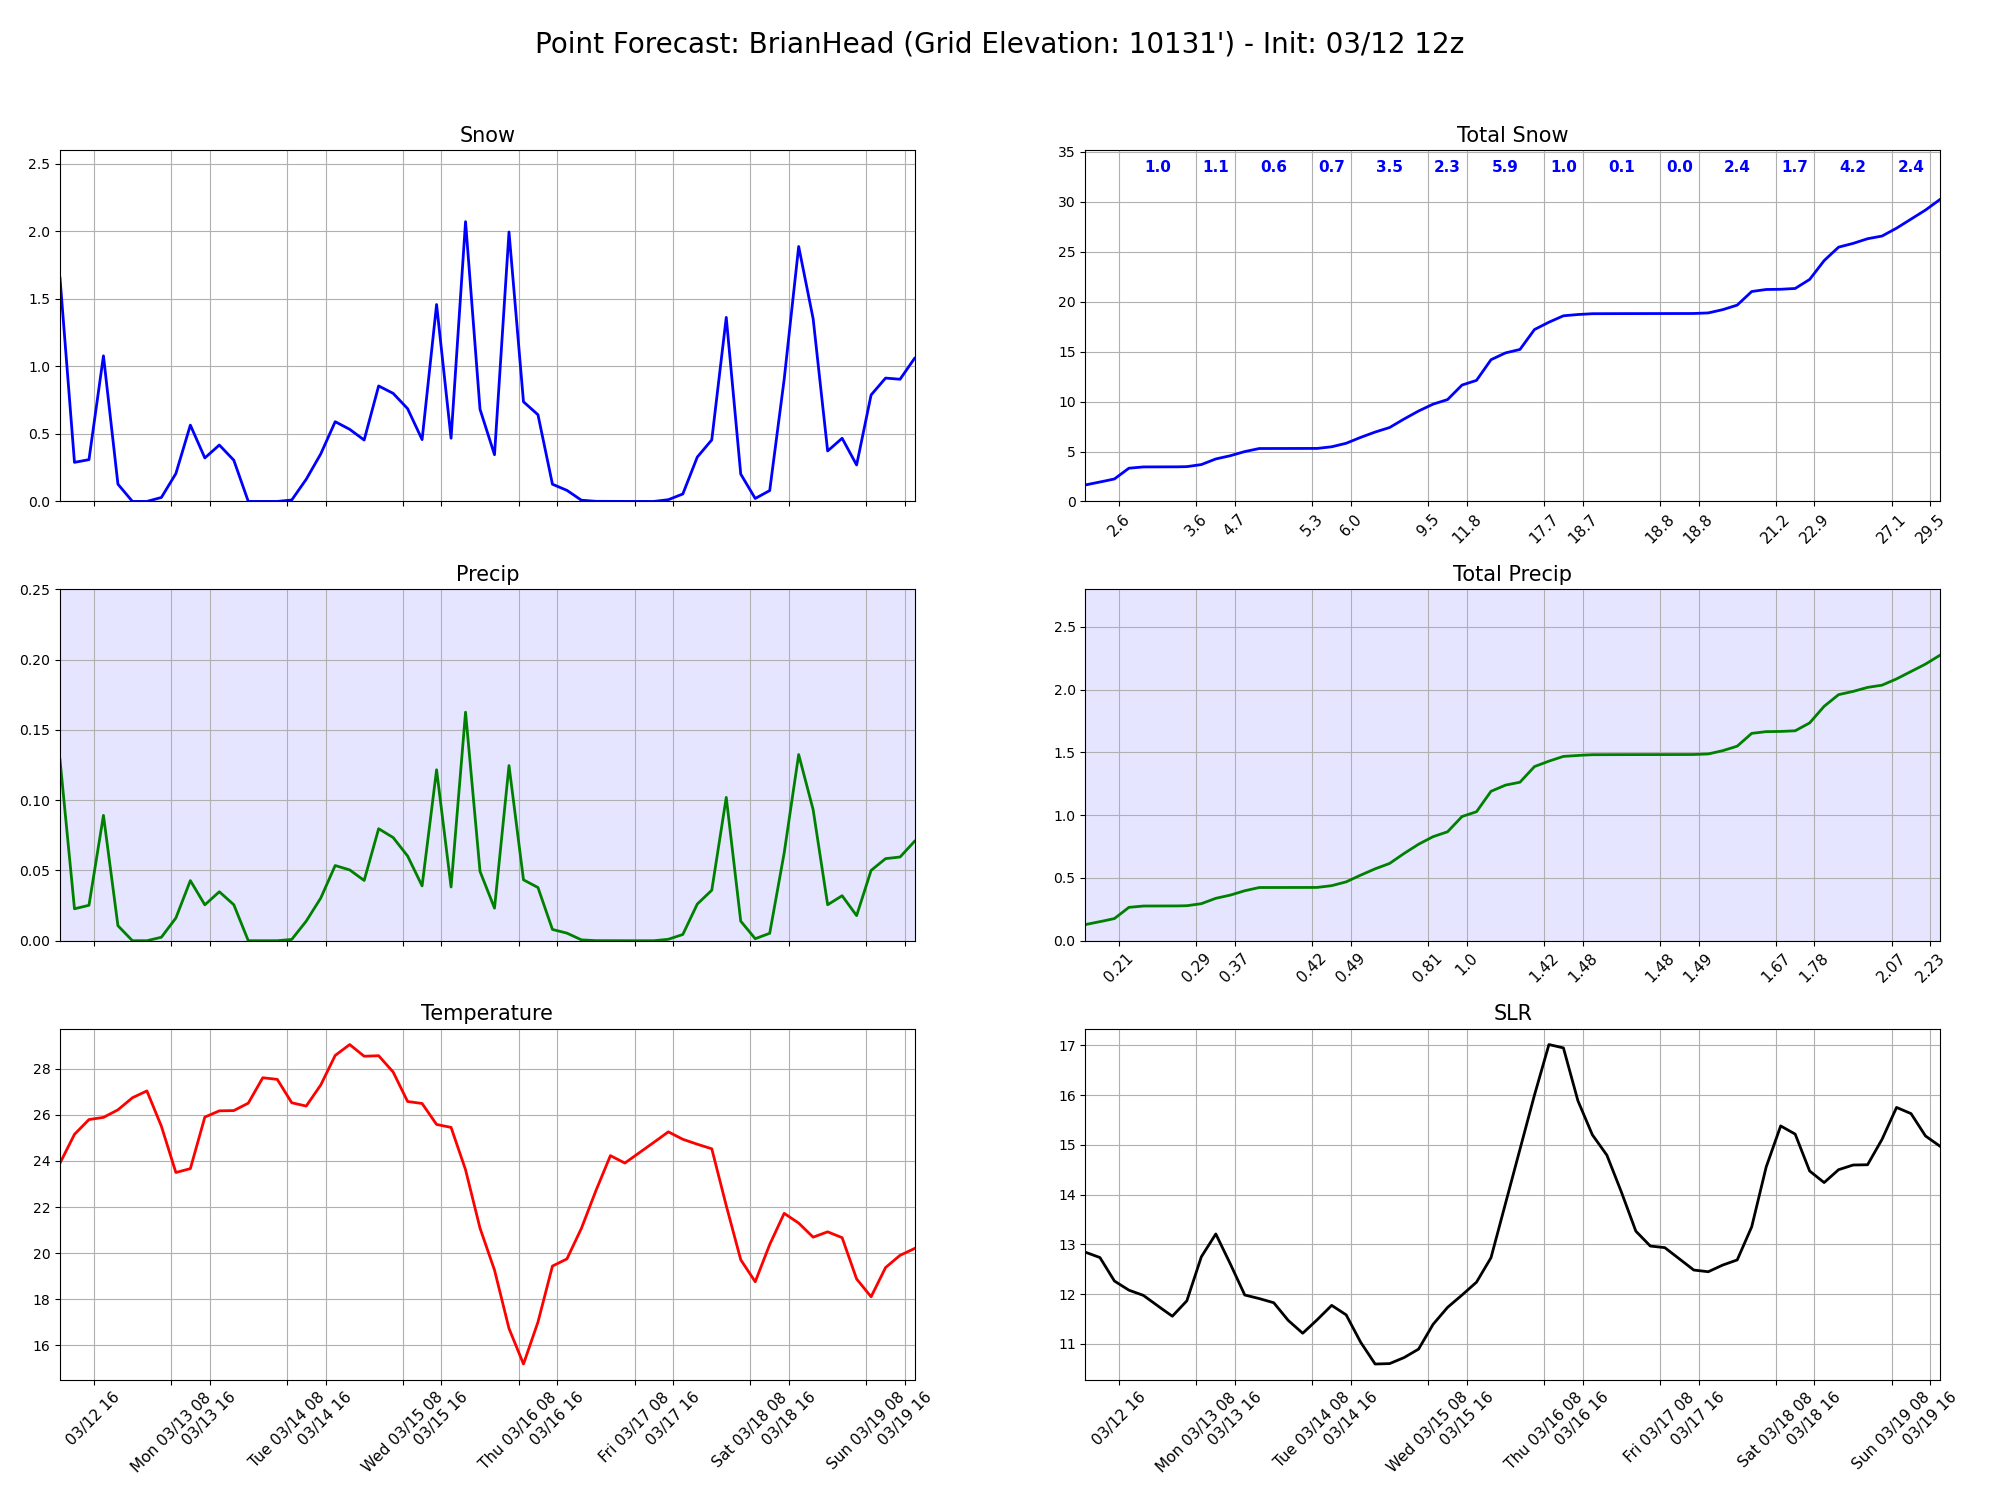 Point Forecast: BrianHead (Grid Elevation: 10131') - Init: 03/12 12z
Snow
2.5
2.0
1.5
1.0
0.5
0.0
Total Snow
35
30
25
20
15
10
5
0
1.0 1.1 0.6 0.7 3.5 2.3 5.9 1.0 0.1 0.0 2.4 1.7 4.2 2.4
2.6 3.6 4.7 5.3 6.0 9.5 11.8 17.7 18.7 18.8 18.8 21.2 22.9 27.1 29.5
Precip
0.25
0.20
0.15
0.10
0.05
0.00
Total Precip
2.5
2.0
1.5
1.0
0.5
0.0
0.21 0.29 0.37 0.42 0.49 0.81 1.0 1.42 1.48 1.48 1.49 1.67 1.78 2.07 2.23
Temperature
28
26
24
22
20
18
16
03/12 16
Mon 03/13 08
03/13 16
Tue 03/14 08
03/14 16
Wed 03/15 08
03/15 16
Thu 03/16 08
03/16 16
Fri 03/17 08
03/17 16
Sat 03/18 08
03/18 16
Sun 03/19 08
03/19 16
SLR
17
16
15
14
13
12
11
03/12 16
Mon 03/13 08
03/13 16
Tue 03/14 08
03/14 16
Wed 03/15 08
03/15 16
Thu 03/16 08
03/16 16
Fri 03/17 08
03/17 16
Sat 03/18 08
03/18 16
Sun 03/19 08
03/19 16